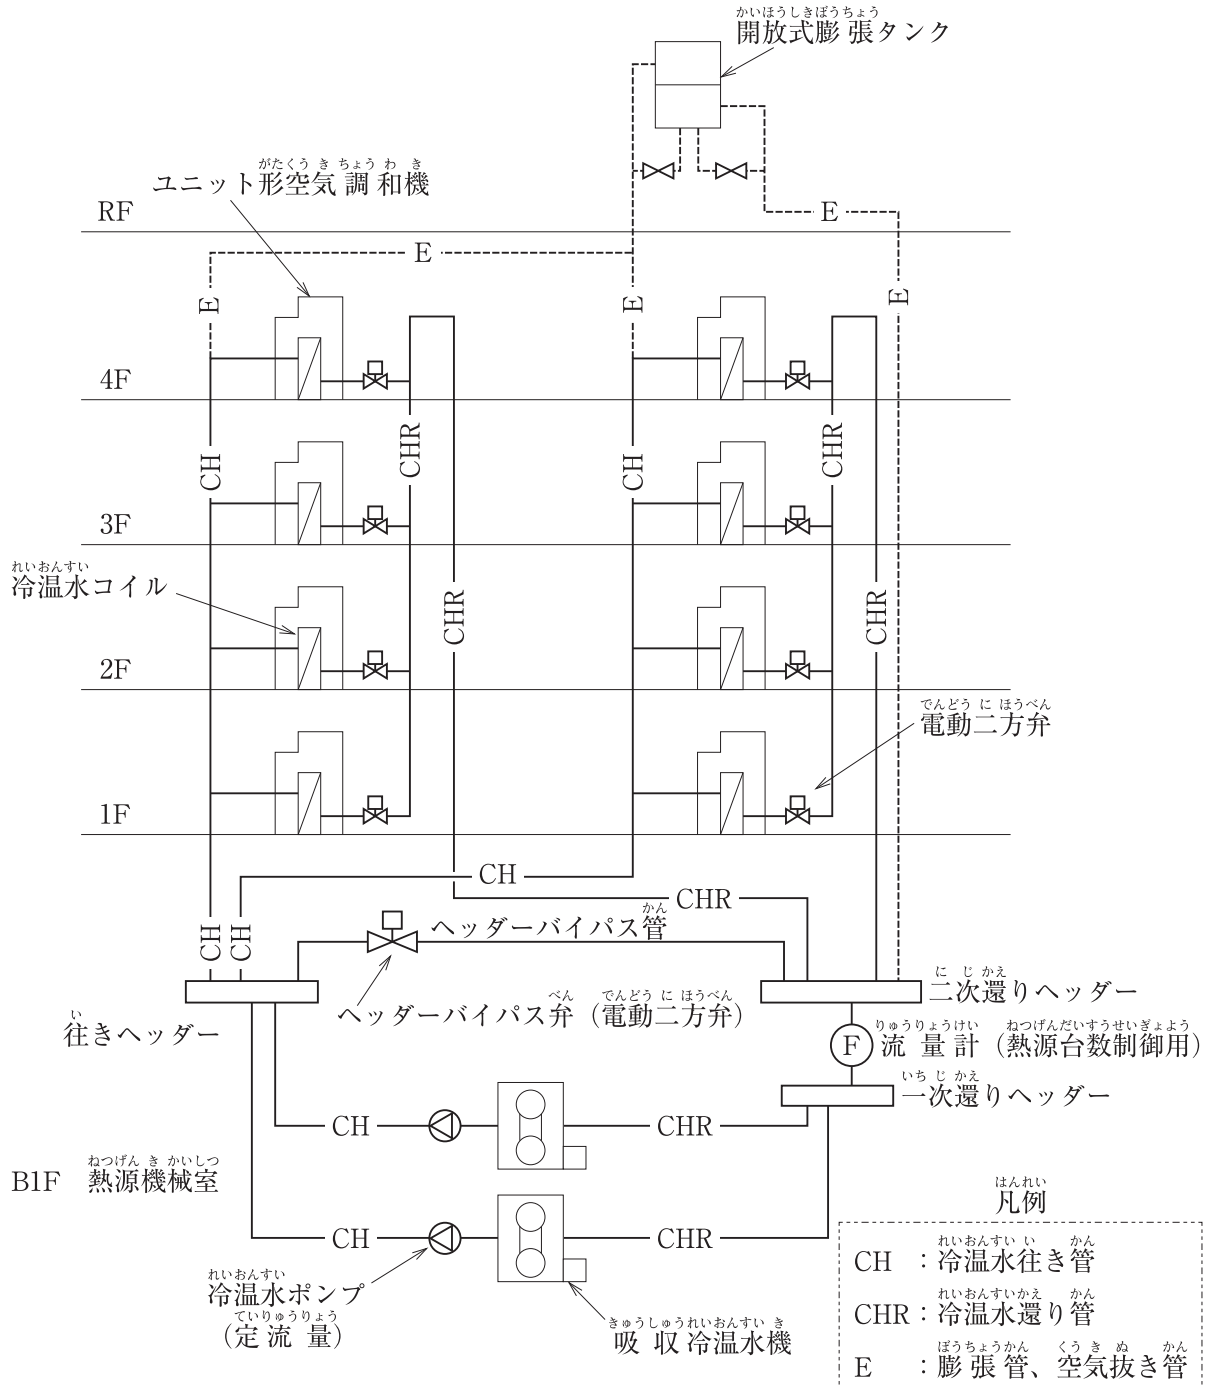 かいほうしきぼうちょう
開放式膨張タンク
がたくうきちょうわき
ユニット形空気調和機
RF
E
E
E
E
E
4F
CHR
CHR
CH
CH
3F
れいおんすい
冷温水コイル
CHR
CHR
2F
でんどうにほうべん
電動二方弁
1F
CH
CHR
かん
ヘッダーバイパス管
CH
CH
にじかえ
二次還りヘッダー
べん でんどうにほうべん
ヘッダーバイパス弁（電動二方弁）
い
往きヘッダー
りゅうりょうけい ねつげんだいすうせいぎょよう
F 流量計（熱源台数制御用）
いちじかえ
一次還りヘッダー
CH
CHR
ねつげんきかいしつ
B1F 熱源機械室
CH
CHR
れいおんすい
冷温水ポンプ
ていりゅうりょう
（定流量）
きゅうしゅうれいおんすいき
吸収冷温水機
はんれい
凡例
れいおんすいいかん
CH：冷温水往き管
れいおんすいかえかん
CHR：冷温水還り管
ぼうちょうかん くうきぬかん
E：膨張管、空気抜き管